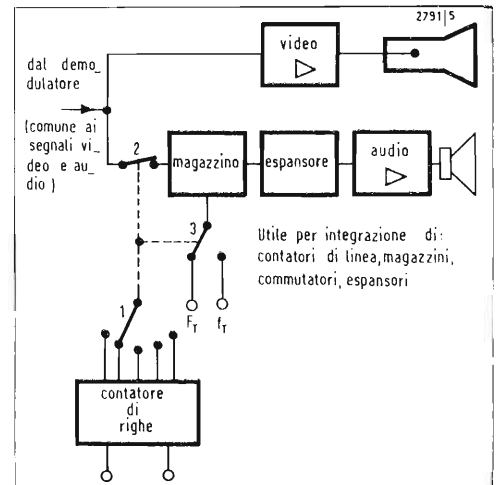 2791|5
video
dal demo_
dulatore
(comune ai
segnali vi_
deo e au_
dio)
2
magazzino
espansore
audio
3
Utile per integrazione di:
contatori di linea, magazzini,
commutatori, espansori
1
F_T
f_T
contatore
di
righe